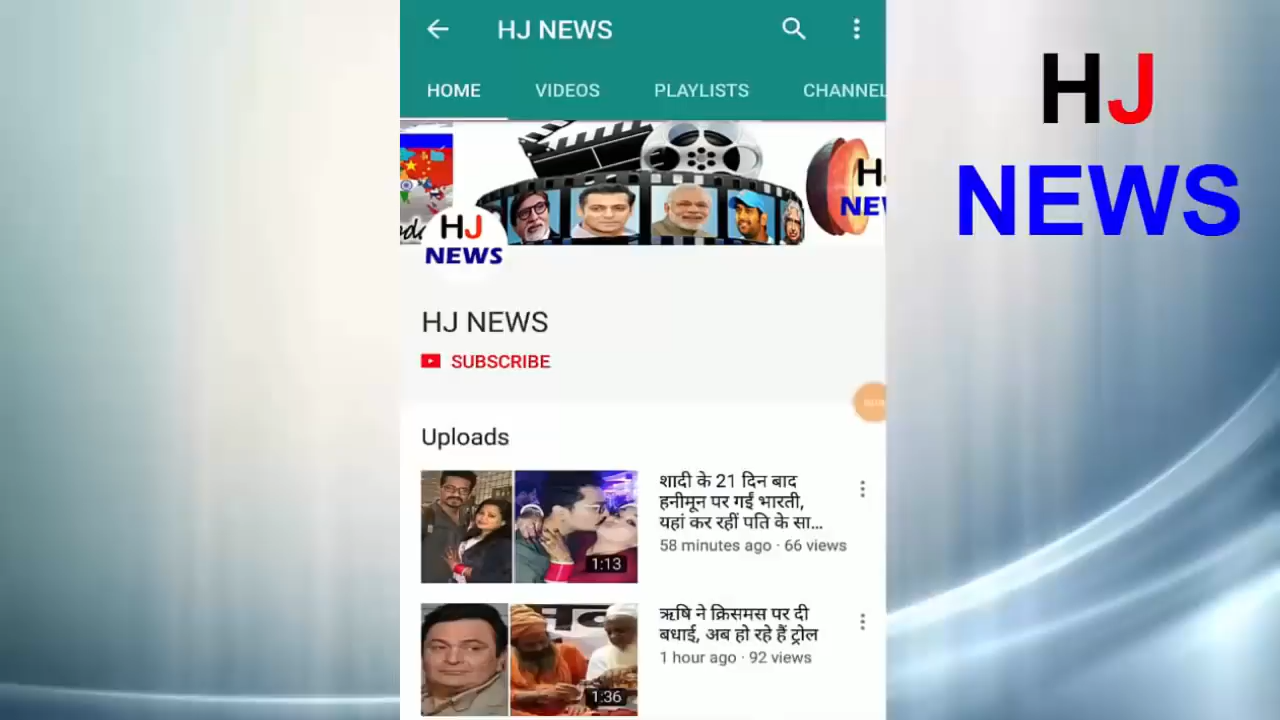 HJ NEWS
HOME VIDEOS PLAYLISTS CHANNEL
HJ
NEWS
HJ
NEWS
HJ NEWS
SUBSCRIBE
Uploads
शादी के 21 दिन बाद
हनीमून पर गईं भारती,
यहां कर रहीं पति के सा...
58 minutes ago · 66 views
1:13
ऋषि ने क्रिसमस पर दी
बधाई, अब हो रहे हैं ट्रोल
1 hour ago · 92 views
1:36